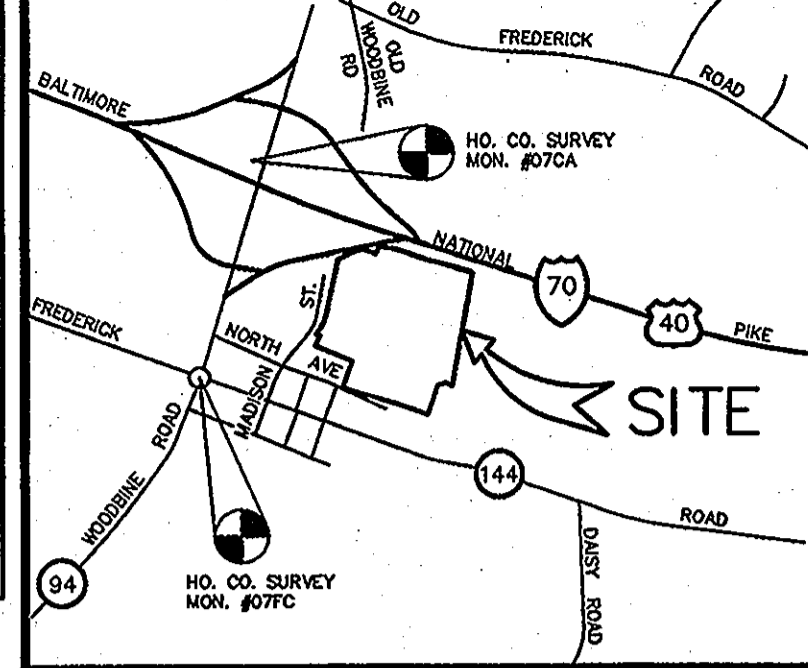 OLD
FREDERICK
ROAD
OLD
WOODBINE
RD
BALTIMORE
HO. CO. SURVEY
MON. #07CA
NATIONAL
70
40
PIKE
ST.
FREDERICK
NORTH
AVE
MADISON
SITE
ROAD
WOODBINE
144
ROAD
DAISY ROAD
94
HO. CO. SURVEY
MON. #07FC